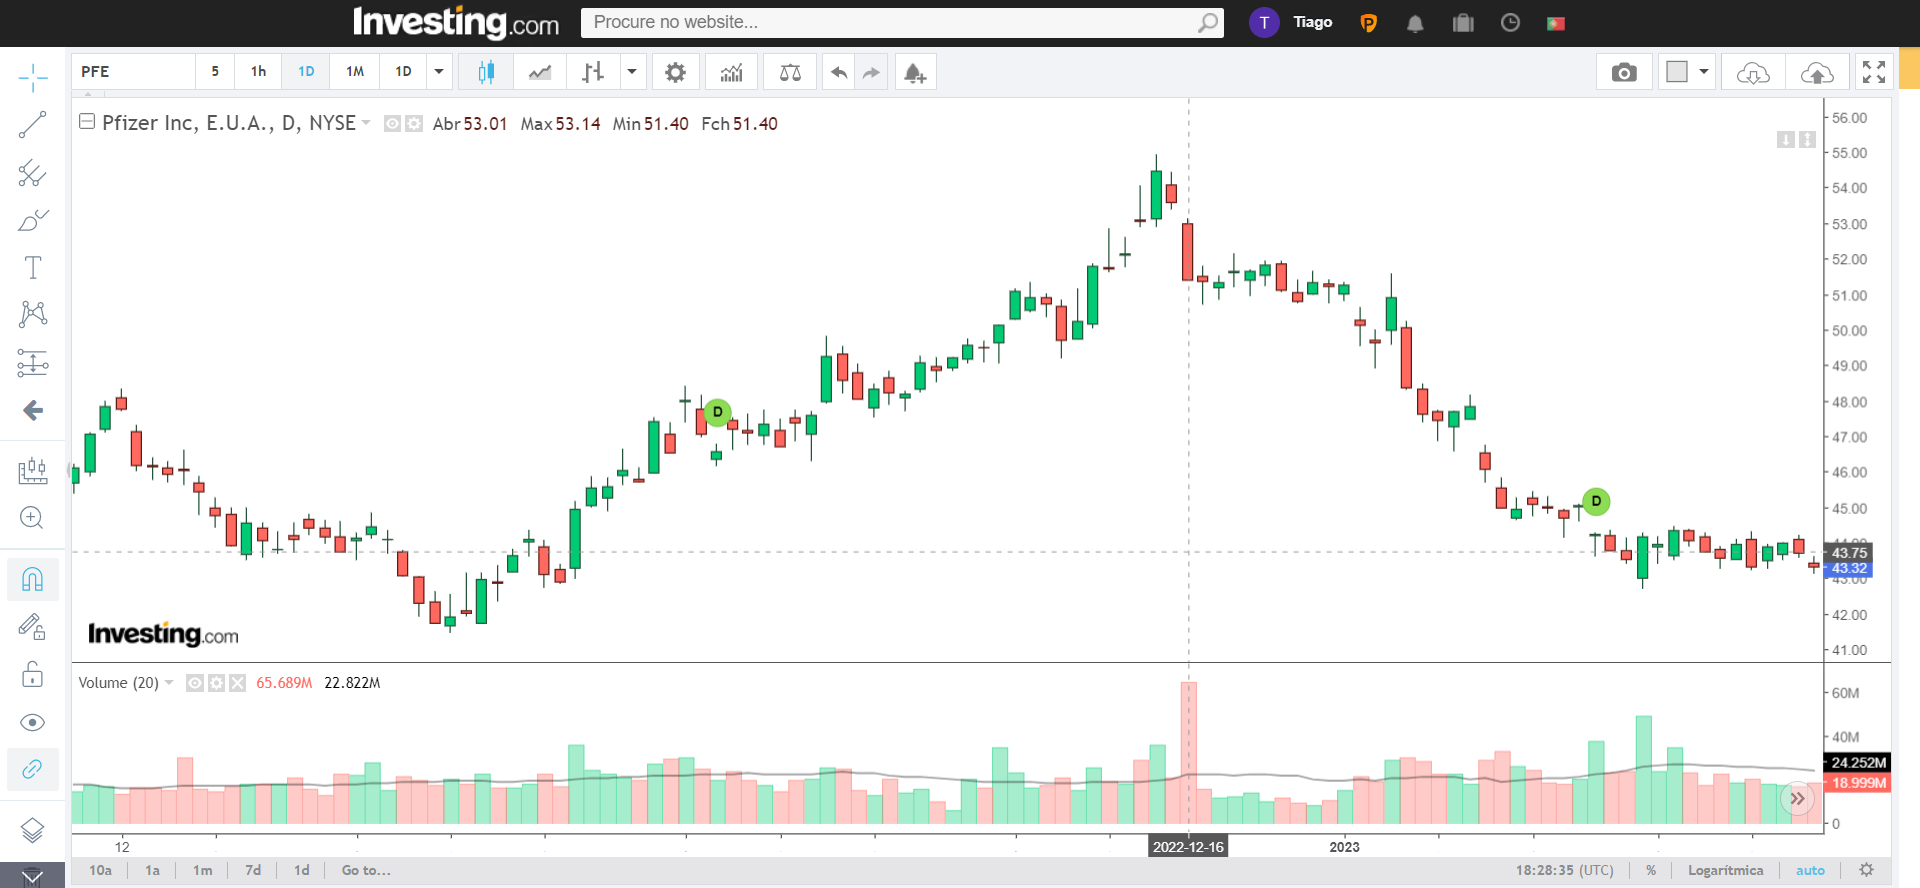 Investing.com
Procure no website...
T Tiago
PFE 5 1h 1D 1M 1D
Pfizer Inc, E.U.A., D, NYSE Abr 53.01 Max 53.14 Min 51.40 Fch 51.40
56.00
55.00
54.00
53.00
52.00
51.00
50.00
49.00
48.00
D
47.00
46.00
45.00
D
44.00
43.75
43.32
43.00
42.00
41.00
Investing.com
Volume (20) 65.689M 22.822M
60M
40M
24.252M
18.999M
0
12 2022-12-16 2023
10a 1a 1m 7d 1d Go to... 18:28:35 (UTC) % Logarítmica auto